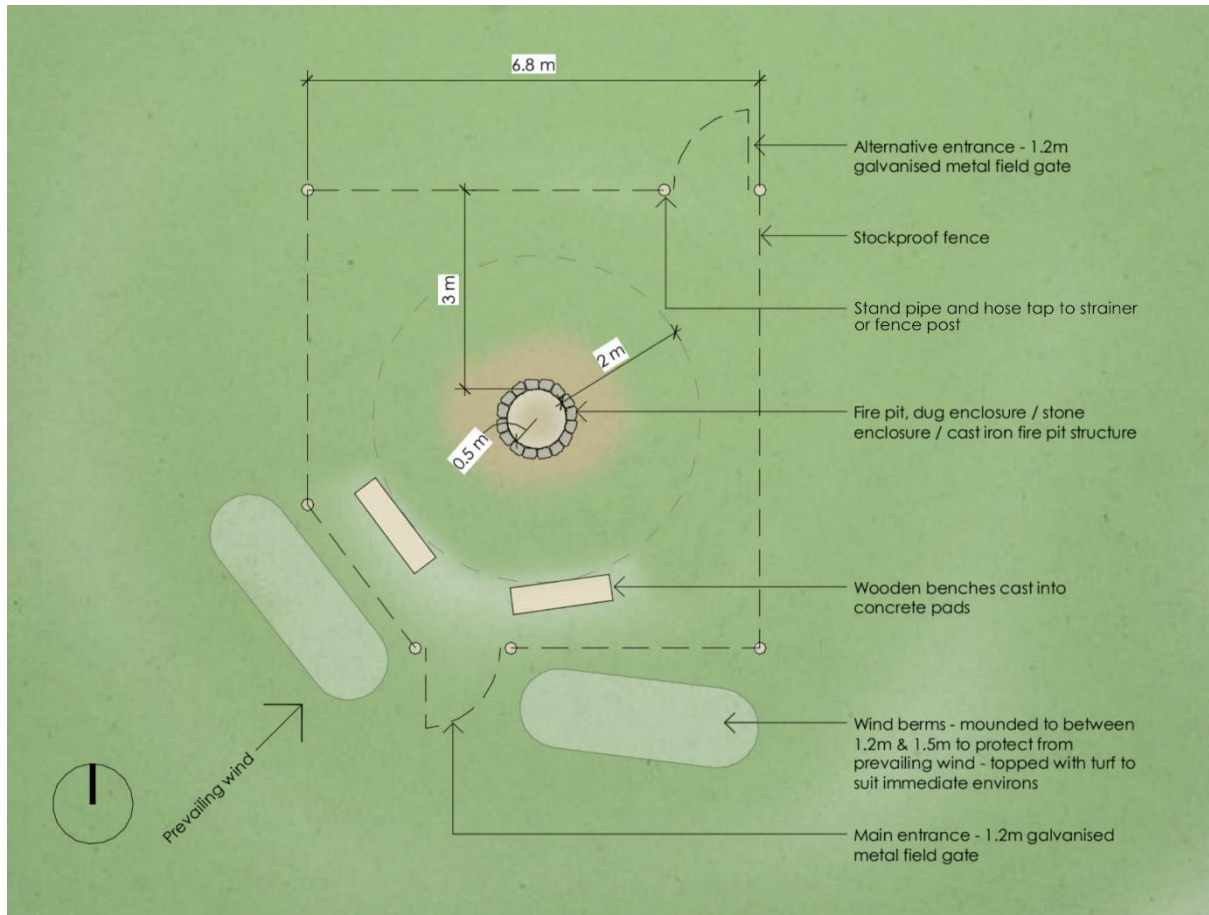 6.8 m
Alternative entrance - 1.2m
galvanised metal field gate
Stockproof fence
3 m
Stand pipe and hose tap to strainer
or fence post
2 m
Fire pit, dug enclosure / stone
enclosure / cast iron fire pit structure
0.5 m
Wooden benches cast into
concrete pads
Wind berms - mounded to between
1.2m & 1.5m to protect from
prevailing wind - topped with turf to
suit immediate environs
Prevailing wind
Main entrance - 1.2m galvanised
metal field gate